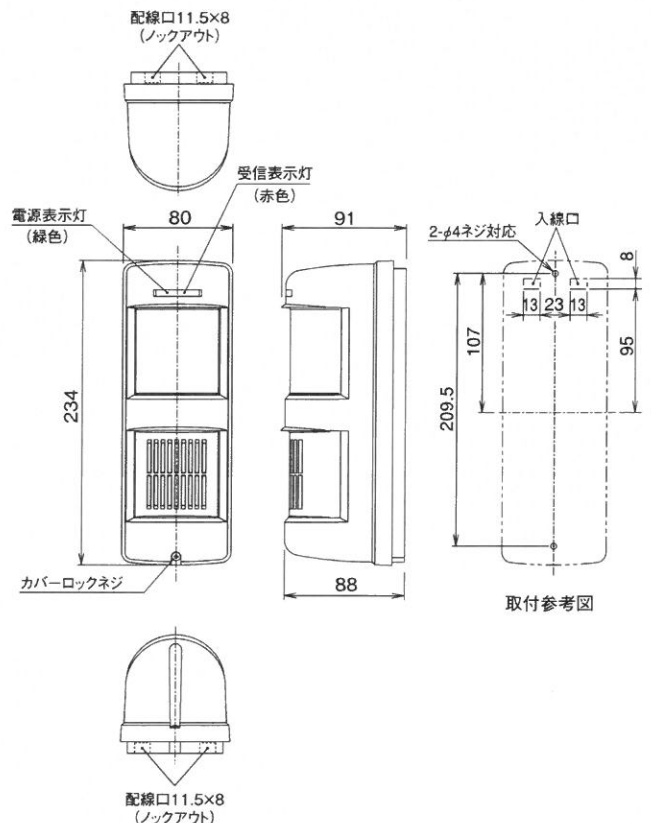 配線口11.5×8
(ノックアウト)
受信表示灯
(赤色)
電源表示灯
(緑色)
80
91
2-φ4ネジ対応
入線口
8
13
23
13
107
95
234
209.5
カバーロックネジ
88
取付参考図
配線口11.5×8
(ノックアウト)